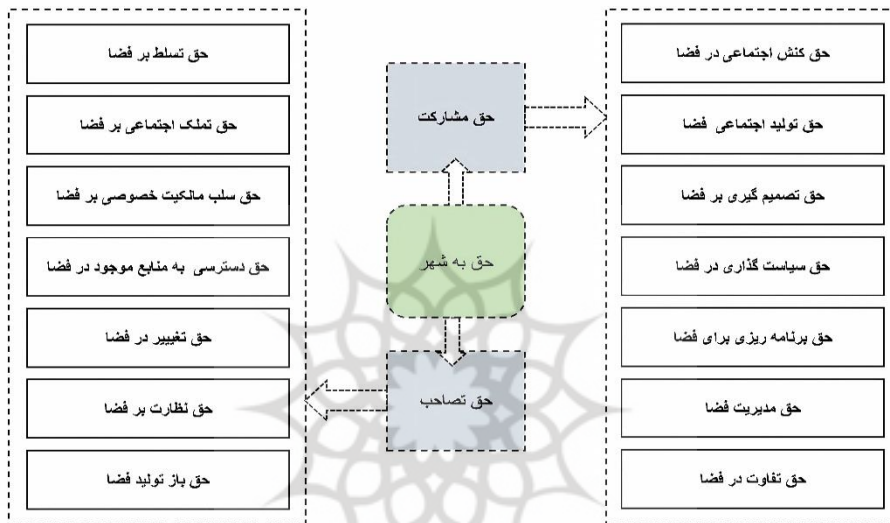 حق کنش اجتماعی در فضا
حق تولید اجتماعی فضا
حق تصمیم گیری بر فضا
حق سیاست گذاری در فضا
حق برنامه ریزی برای فضا
حق مدیریت فضا
حق تفاوت در فضا
حق مشارکت
حق به شهر
حق تصاحب
حق تسلط بر فضا
حق تملک اجتماعی بر فضا
حق سلب مالکیت خصوصی بر فضا
حق دسترسی به منابع موجود در فضا
حق تغییبر در فضا
حق نظارت بر فضا
حق باز تولید فضا